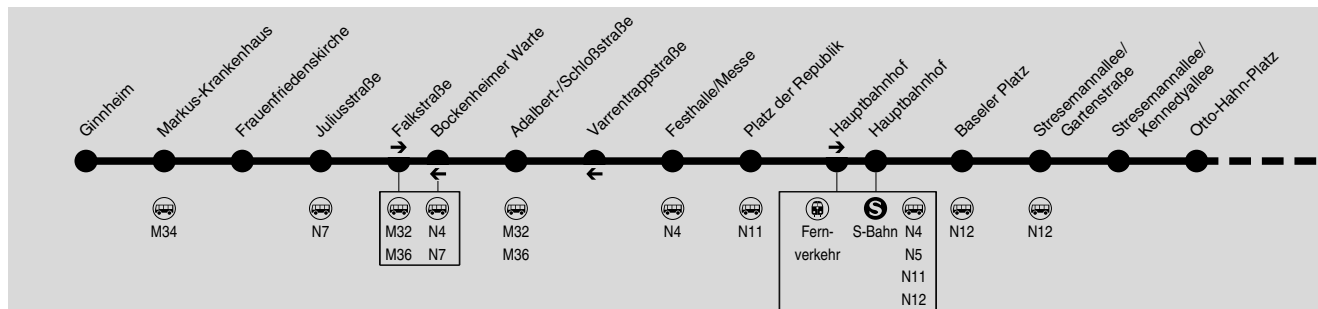 Ginnheim
Markus-Krankenhaus
Frauenfriedenskirche
Juliusstraße
Falkstraße
Bockenheimer Warte
Adalbert-/Schloßstraße
Varrentrappstraße
Festhalle/Messe
Platz der Republik
Hauptbahnhof
Hauptbahnhof
Baseler Platz
Stresemannallee/
Gartenstraße
Stresemannallee/
Kennedyallee
Otto-Hahn-Platz
M34
N7
M32
M36
N4
N7
M32
M36
N4
N11
Fern-
verkehr
S
S-Bahn
N4
N5
N11
N12
N12
N12